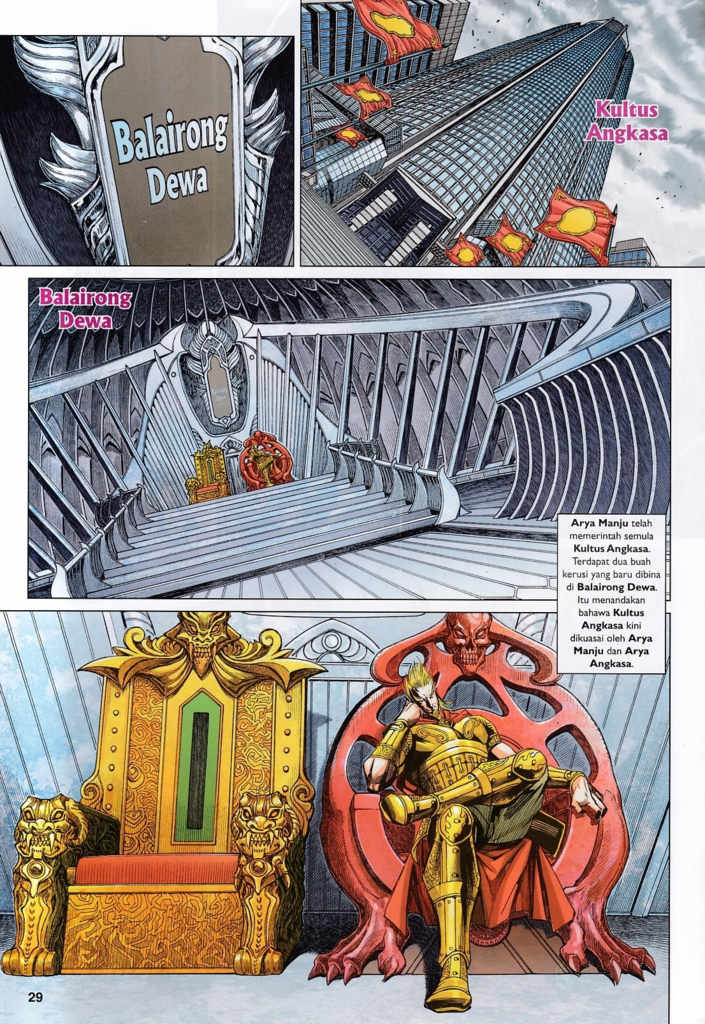 Balairong
Dewa
Kultus
Angkasa
Balairong
Dewa
Arya Manju telah
memerintah semula
Kultus Angkasa.
Terdapat dua buah
kerusi yang baru dibina
di Balairong Dewa.
Itu menandakan
bahawa Kultus
Angkasa kini
dikuasai oleh Arya
Manju dan Arya
Angkasa.
29